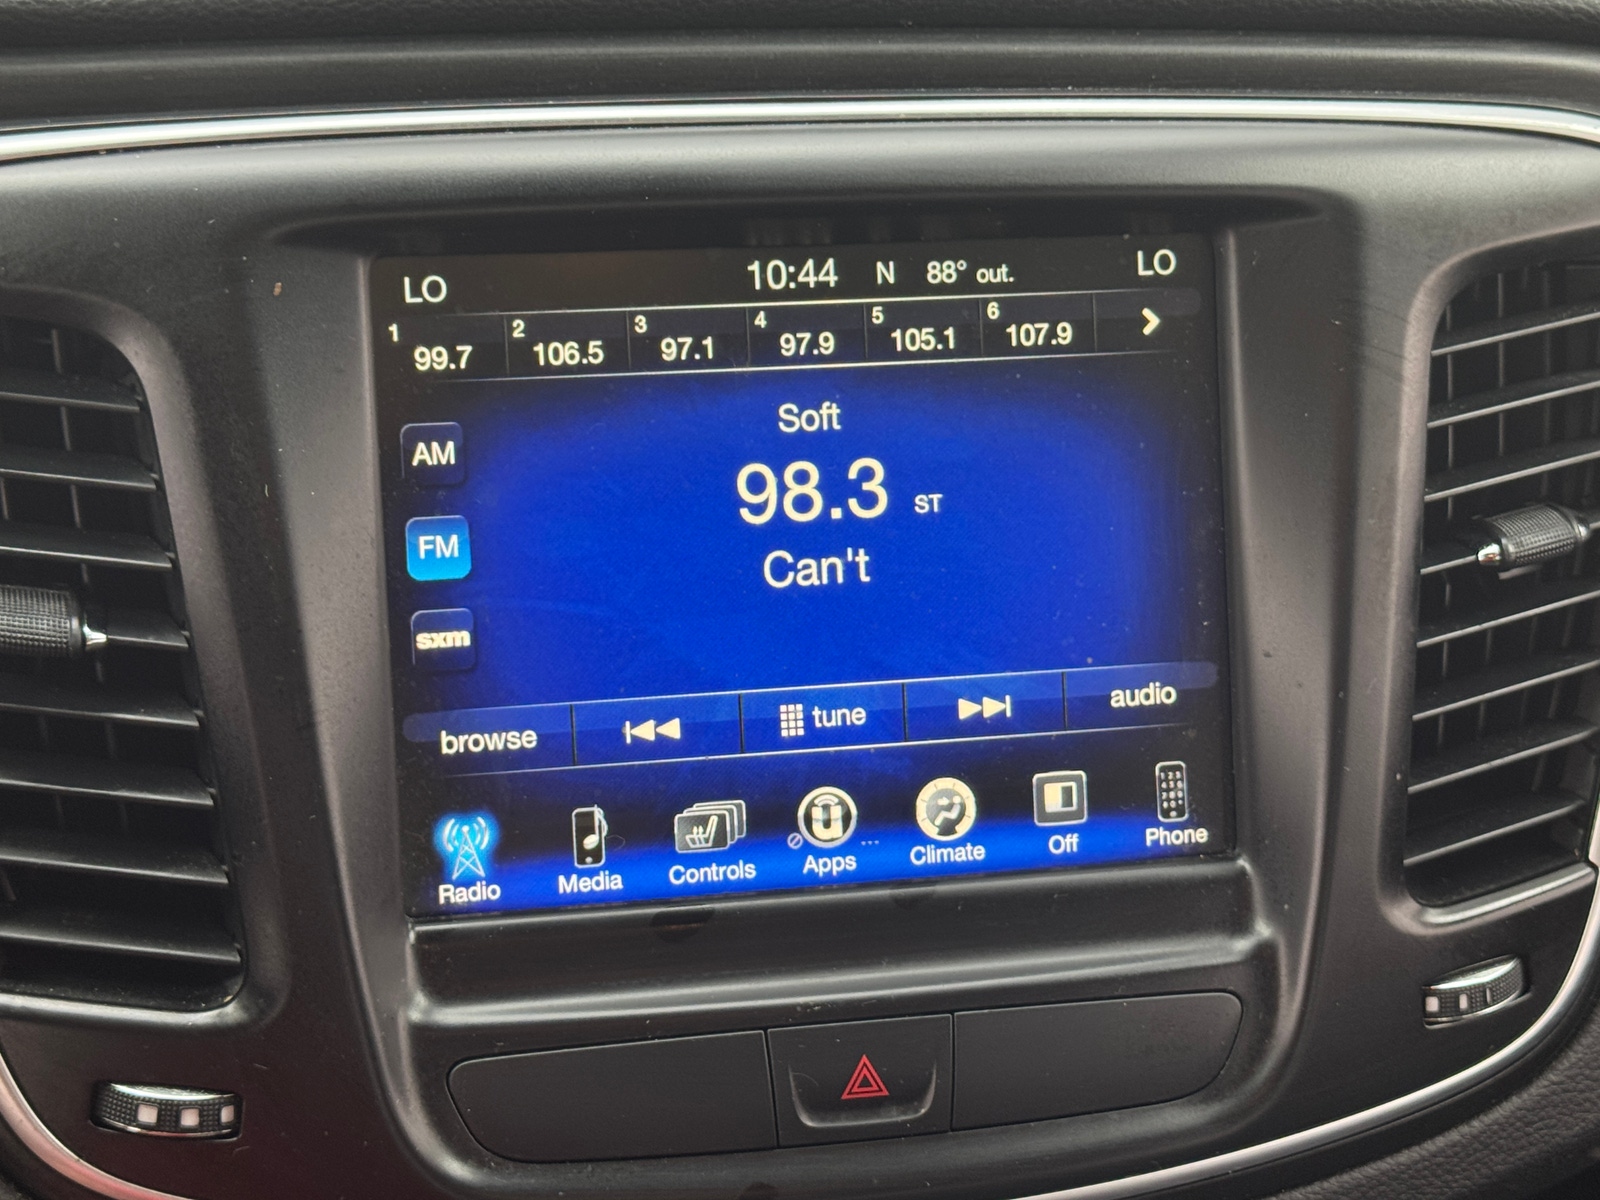 LO 10:44 N 88° out. LO
1 99.7 2 106.5 3 97.1 4 97.9 5 105.1 6 107.9
Soft
AM
98.3 ST
FM
Can't
sxm
browse tune audio
Radio Media Controls Apps Climate Off Phone